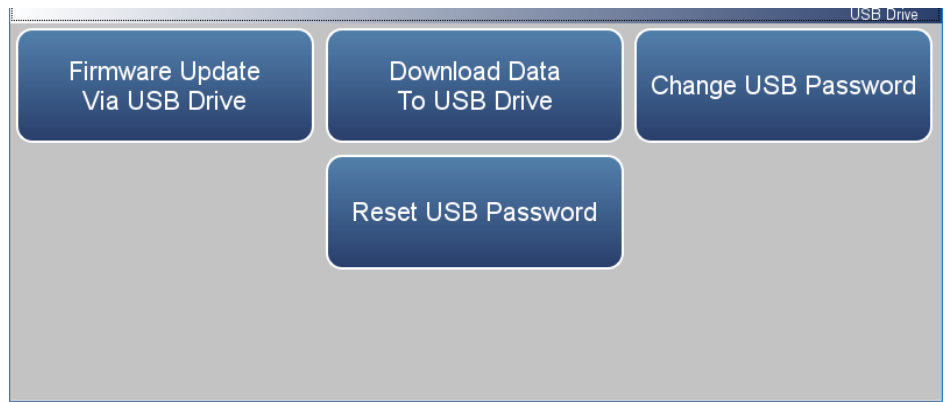 USB Drive
Firmware Update
Via USB Drive
Download Data
To USB Drive
Change USB Password
Reset USB Password